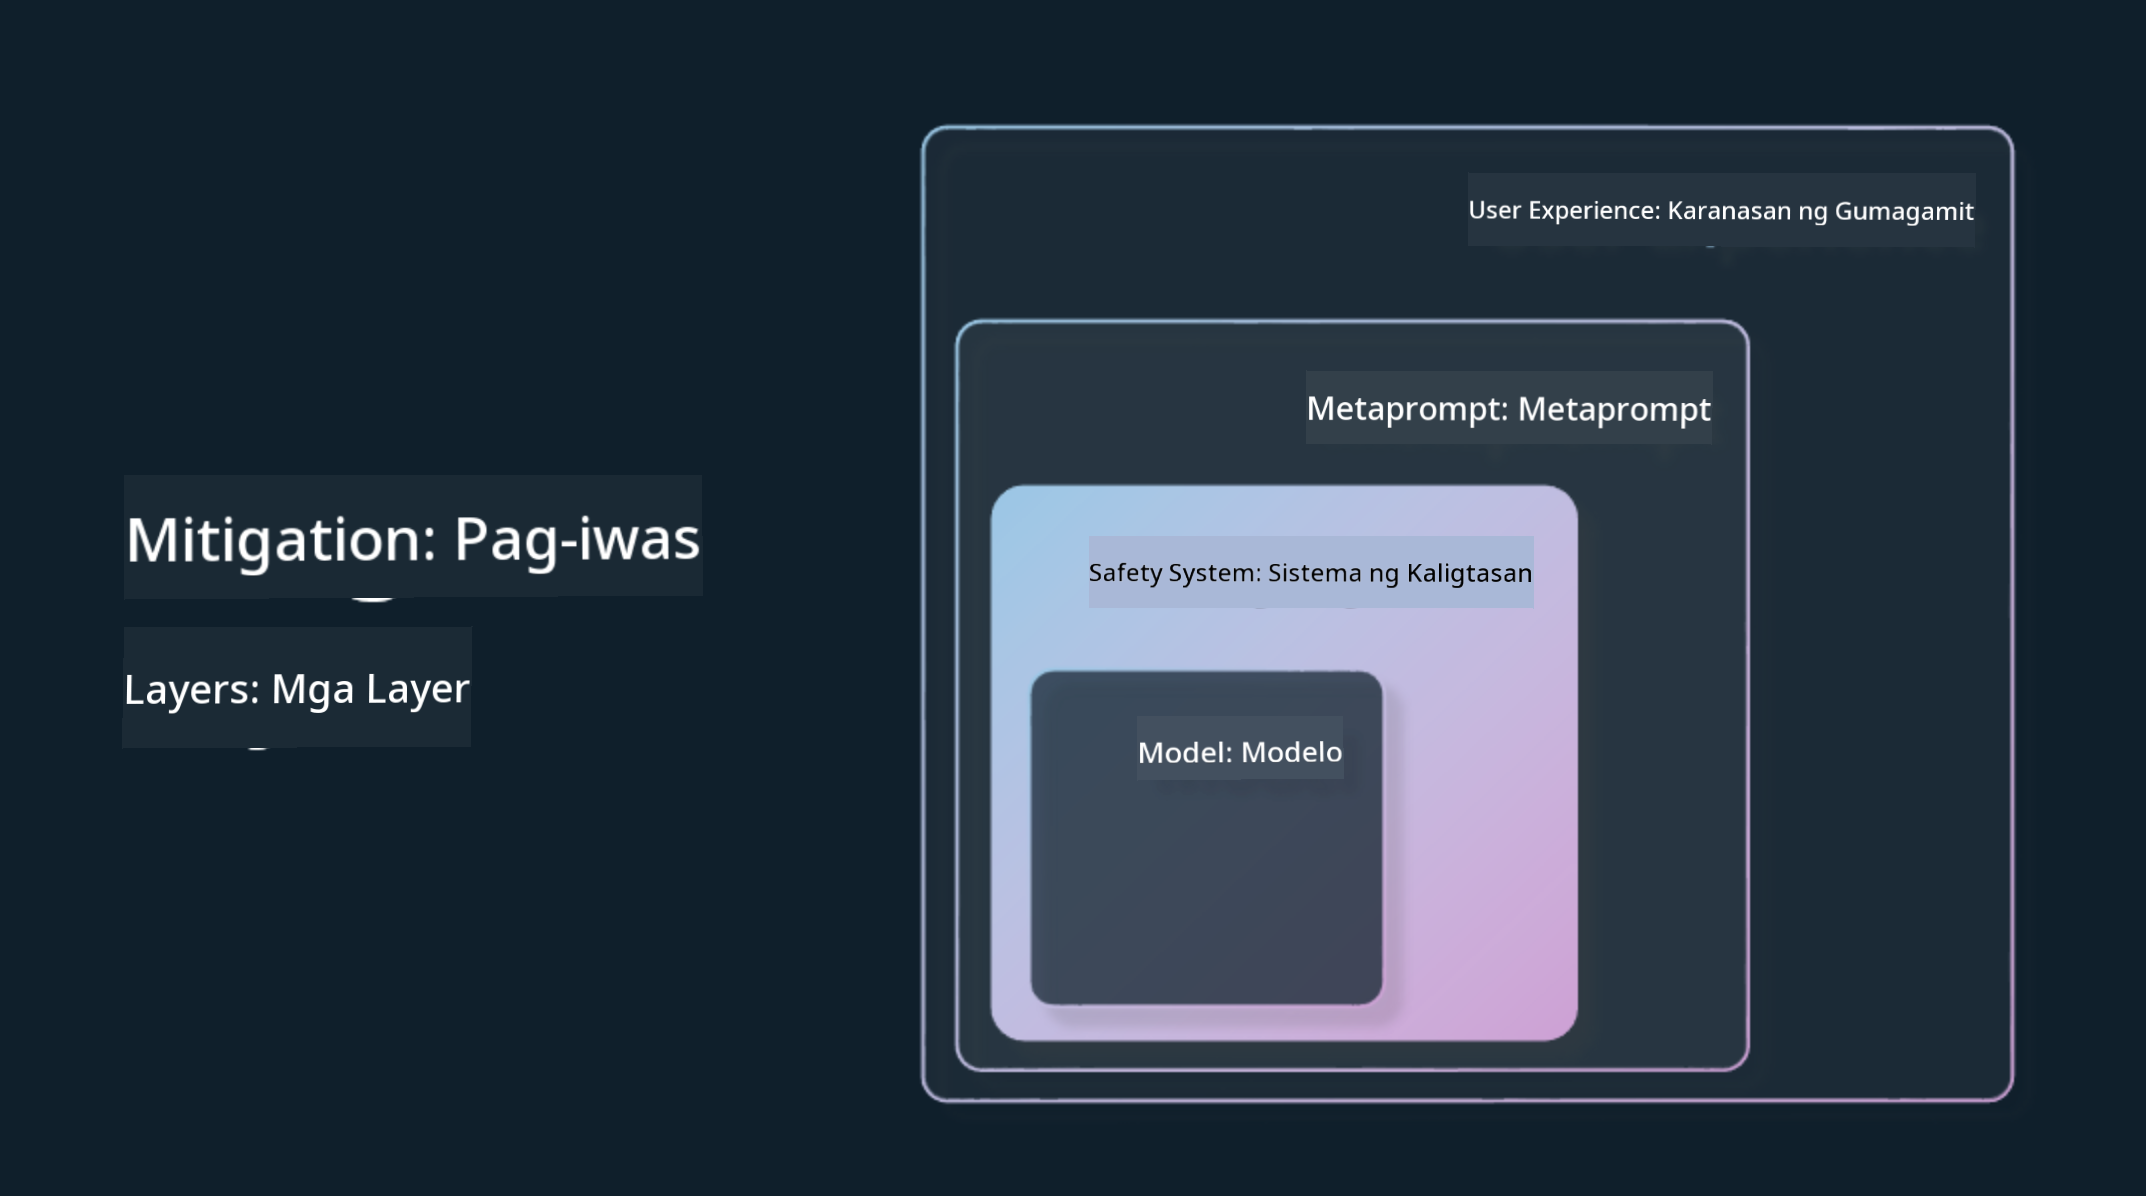 Mitigation: Pag-iwas
Layers: Mga Layer
User Experience: Karanasan ng Gumagamit
Metaprompt: Metaprompt
Safety System: Sistema ng Kaligtasan
Model: Modelo